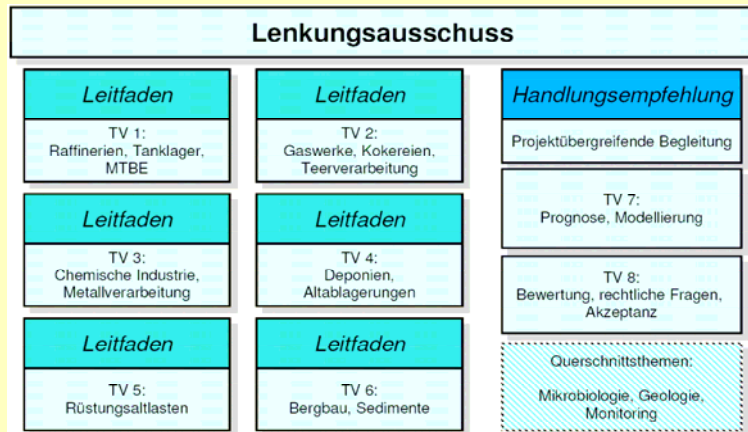 Lenkungsausschuss
Leitfaden
TV 1:
Raffinerien, Tanklager,
MTBE
Leitfaden
TV 2:
Gaswerke, Kokereien,
Teerverarbeitung
Handlungsempfehlung
Projektübergreifende Begleitung
Leitfaden
TV 3:
Chemische Industrie,
Metallverarbeitung
Leitfaden
TV 4:
Deponien,
Altablagerungen
TV 7:
Prognose, Modellierung
TV 8:
Bewertung, rechtliche Fragen,
Akzeptanz
Leitfaden
TV 5:
Rüstungsaltlasten
Leitfaden
TV 6:
Bergbau, Sedimente
Querschnittsthemen:
Mikrobiologie, Geologie,
Monitoring